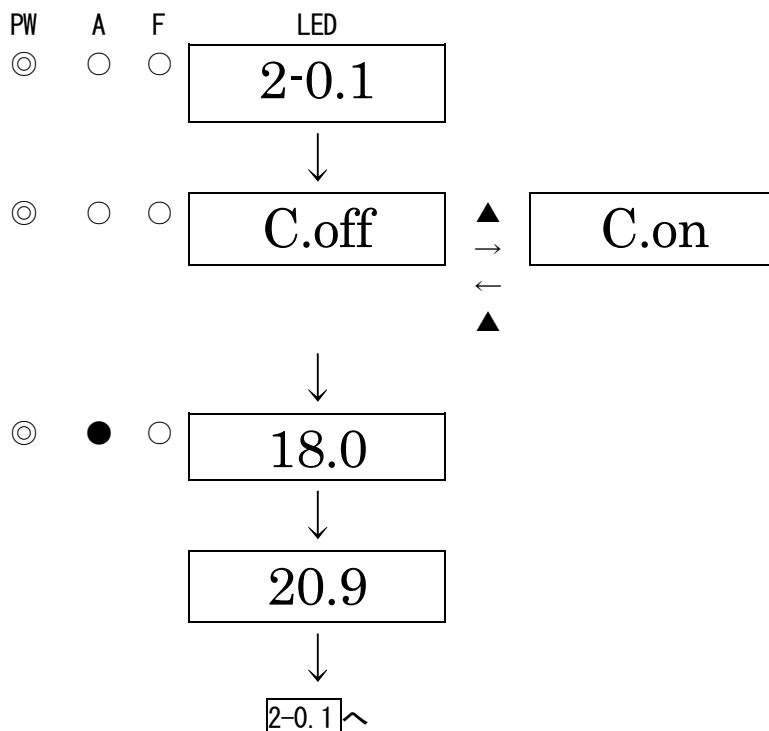 PW A F LED
◎ ○ ○ 2-0.1
↓
◎ ○ ○ C.off ▲ C.on
→
←
▲
↓
◎ ● ○ 18.0
↓
20.9
↓
2-0.1へ